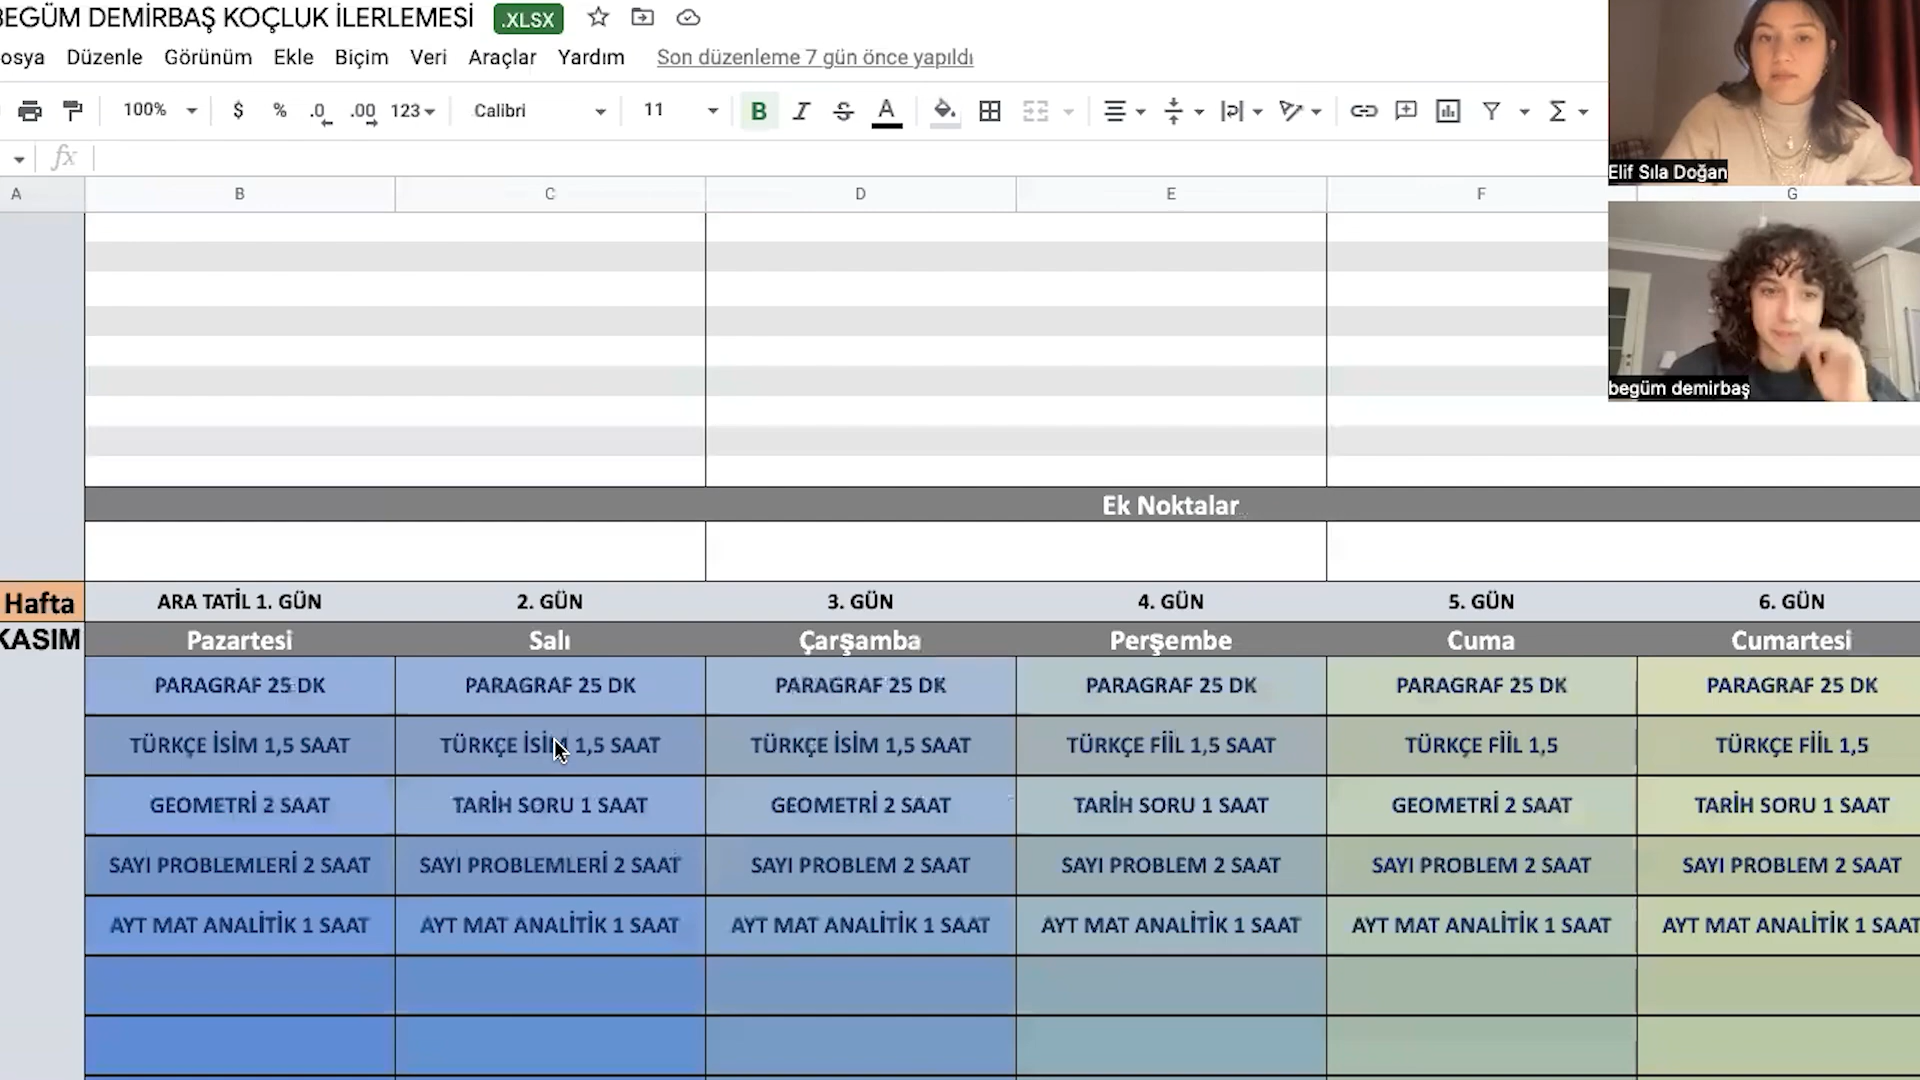 BEGÜM DEMİRBAŞ KOÇLUK İLERLEMESİ .XLSX
osya Düzenle Görünüm Ekle Biçim Veri Araçlar Yardım Son düzenleme 7 gün önce yapıldı
100% $ % .0 .00 123 Calibri 11 B I S A Σ
fx
Elif Sıla Doğan
A B C D E F G
begüm demirbaş
Ek Noktalar
Hafta ARA TATİL 1. GÜN 2. GÜN 3. GÜN 4. GÜN 5. GÜN 6. GÜN
KASIM Pazartesi Salı Çarşamba Perşembe Cuma Cumartesi
PARAGRAF 25 DK PARAGRAF 25 DK PARAGRAF 25 DK PARAGRAF 25 DK PARAGRAF 25 DK PARAGRAF 25 DK
TÜRKÇE İSİM 1,5 SAAT TÜRKÇE İSİM 1,5 SAAT TÜRKÇE İSİM 1,5 SAAT TÜRKÇE FİİL 1,5 SAAT TÜRKÇE FİİL 1,5 TÜRKÇE FİİL 1,5
GEOMETRİ 2 SAAT TARİH SORU 1 SAAT GEOMETRİ 2 SAAT TARİH SORU 1 SAAT GEOMETRİ 2 SAAT TARİH SORU 1 SAAT
SAYI PROBLEMLERİ 2 SAAT SAYI PROBLEMLERİ 2 SAAT SAYI PROBLEM 2 SAAT SAYI PROBLEM 2 SAAT SAYI PROBLEM 2 SAAT SAYI PROBLEM 2 SAAT
AYT MAT ANALİTİK 1 SAAT AYT MAT ANALİTİK 1 SAAT AYT MAT ANALİTİK 1 SAAT AYT MAT ANALİTİK 1 SAAT AYT MAT ANALİTİK 1 SAAT AYT MAT ANALİTİK 1 SAAT